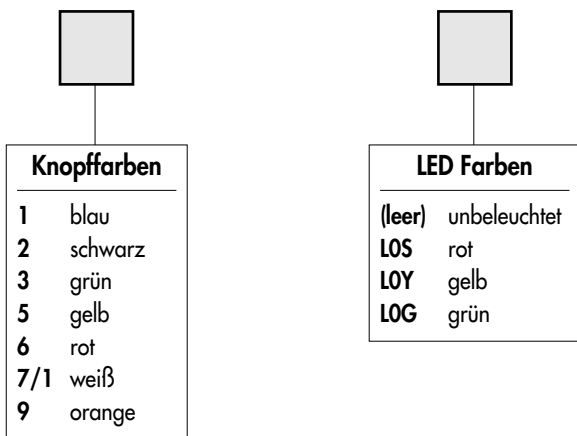 Knopffarben
1 blau
2 schwarz
3 grün
5 gelb
6 rot
7/1 weiß
9 orange
LED Farben
(leer) unbeleuchtet
L0S rot
L0Y gelb
L0G grün